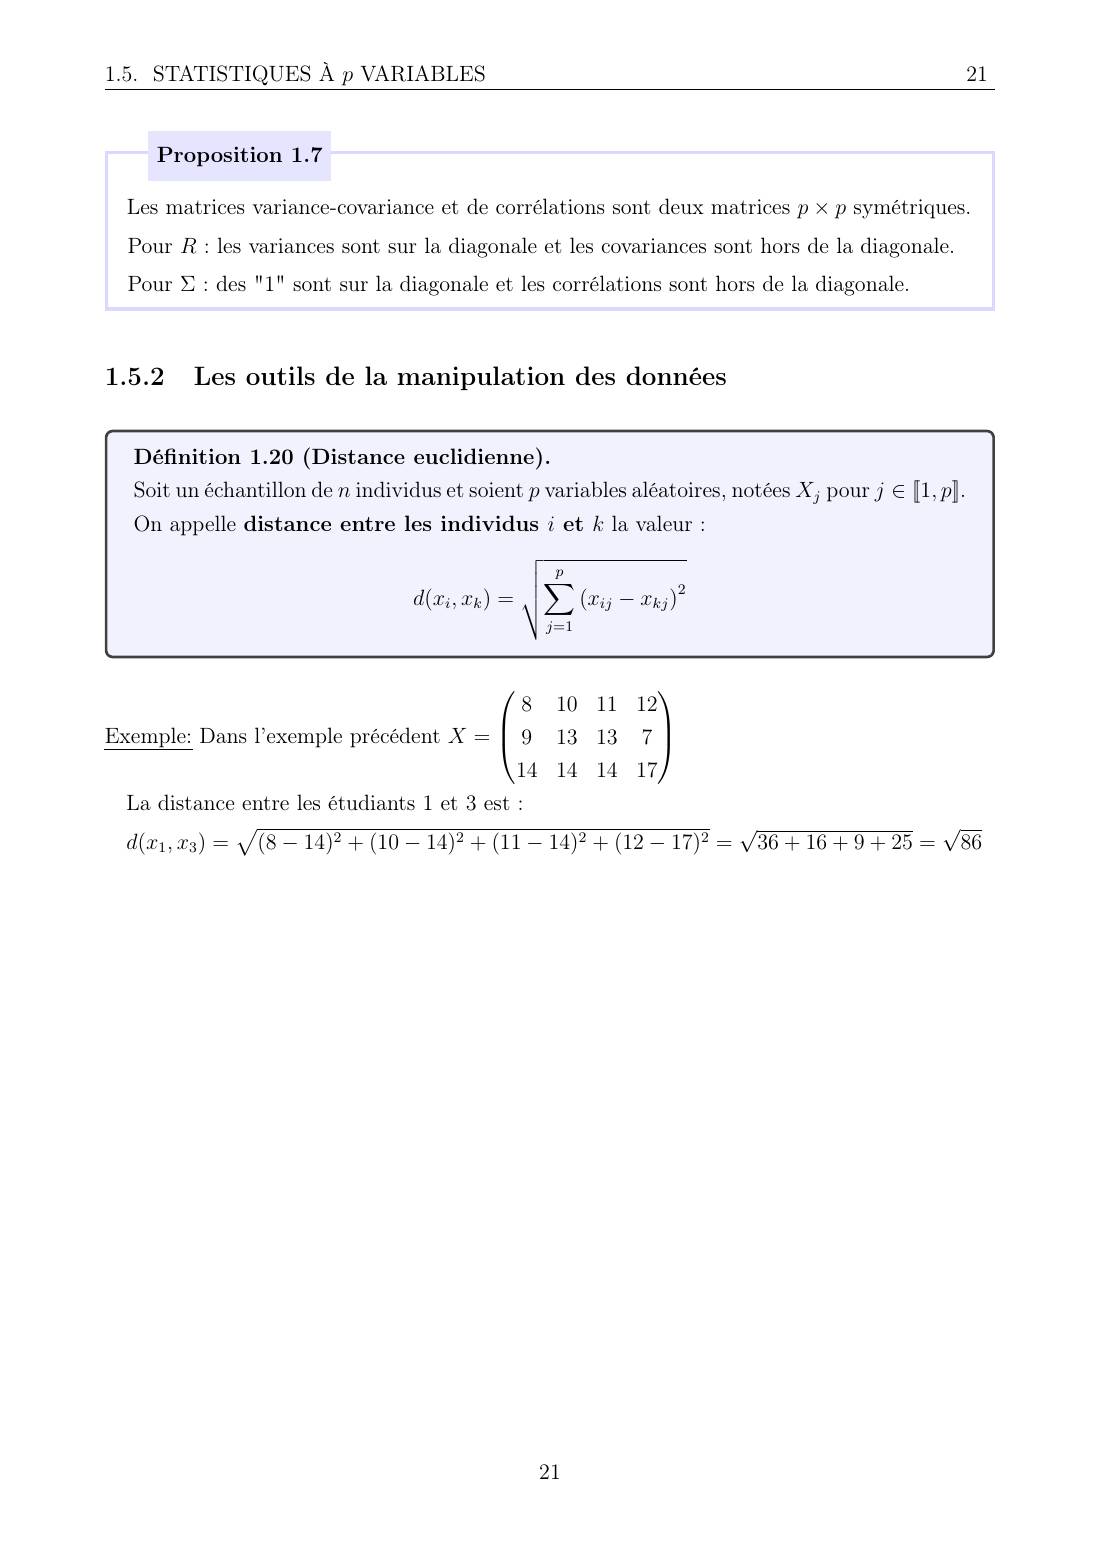 1.5. STATISTIQUES À p VARIABLES 21
Proposition 1.7
Les matrices variance-covariance et de corrélations sont deux matrices p × p symétriques.
Pour R : les variances sont sur la diagonale et les covariances sont hors de la diagonale.
Pour Σ : des "1" sont sur la diagonale et les corrélations sont hors de la diagonale.
1.5.2 Les outils de la manipulation des données
Définition 1.20 (Distance euclidienne).
Soit un échantillon de n individus et soient p variables aléatoires, notées X_j pour j ∈ ⟦1, p⟧.
On appelle distance entre les individus i et k la valeur :
d(x_i, x_k) = √(∑_{j=1}^{p} (x_{ij} − x_{kj})²)
8 10 11 12
Exemple: Dans l'exemple précédent X = 9 13 13 7
14 14 14 17
La distance entre les étudiants 1 et 3 est :
d(x₁, x₃) = √((8 − 14)² + (10 − 14)² + (11 − 14)² + (12 − 17)²) = √(36 + 16 + 9 + 25) = √86
21